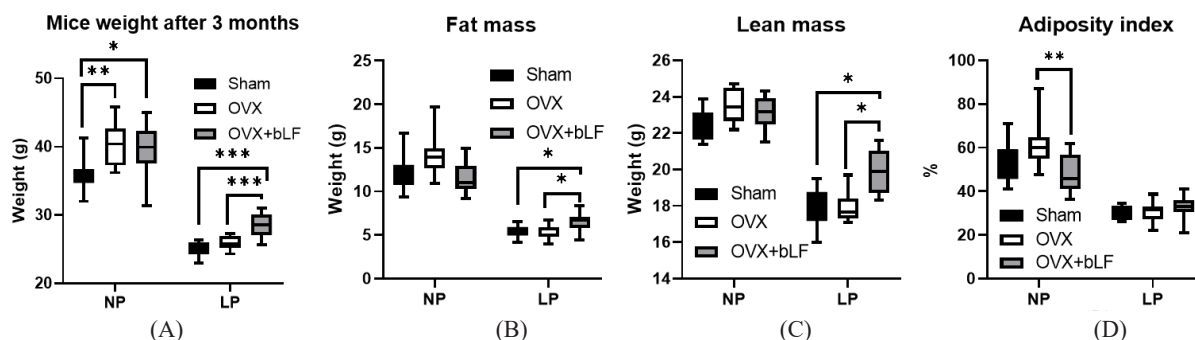 Mice weight after 3 months
Weight (g)
50
40
30
20
*
**
***
***
Sham
OVX
OVX+bLF
NP
LP
(A)
Fat mass
Weight (g)
25
20
15
10
5
0
Sham
OVX
OVX+bLF
*
*
NP
LP
(B)
Lean mass
Weight (g)
26
24
22
20
18
16
14
*
*
Sham
OVX
OVX+bLF
NP
LP
(C)
Adiposity index
%
100
80
60
40
20
0
**
Sham
OVX
OVX+bLF
NP
LP
(D)